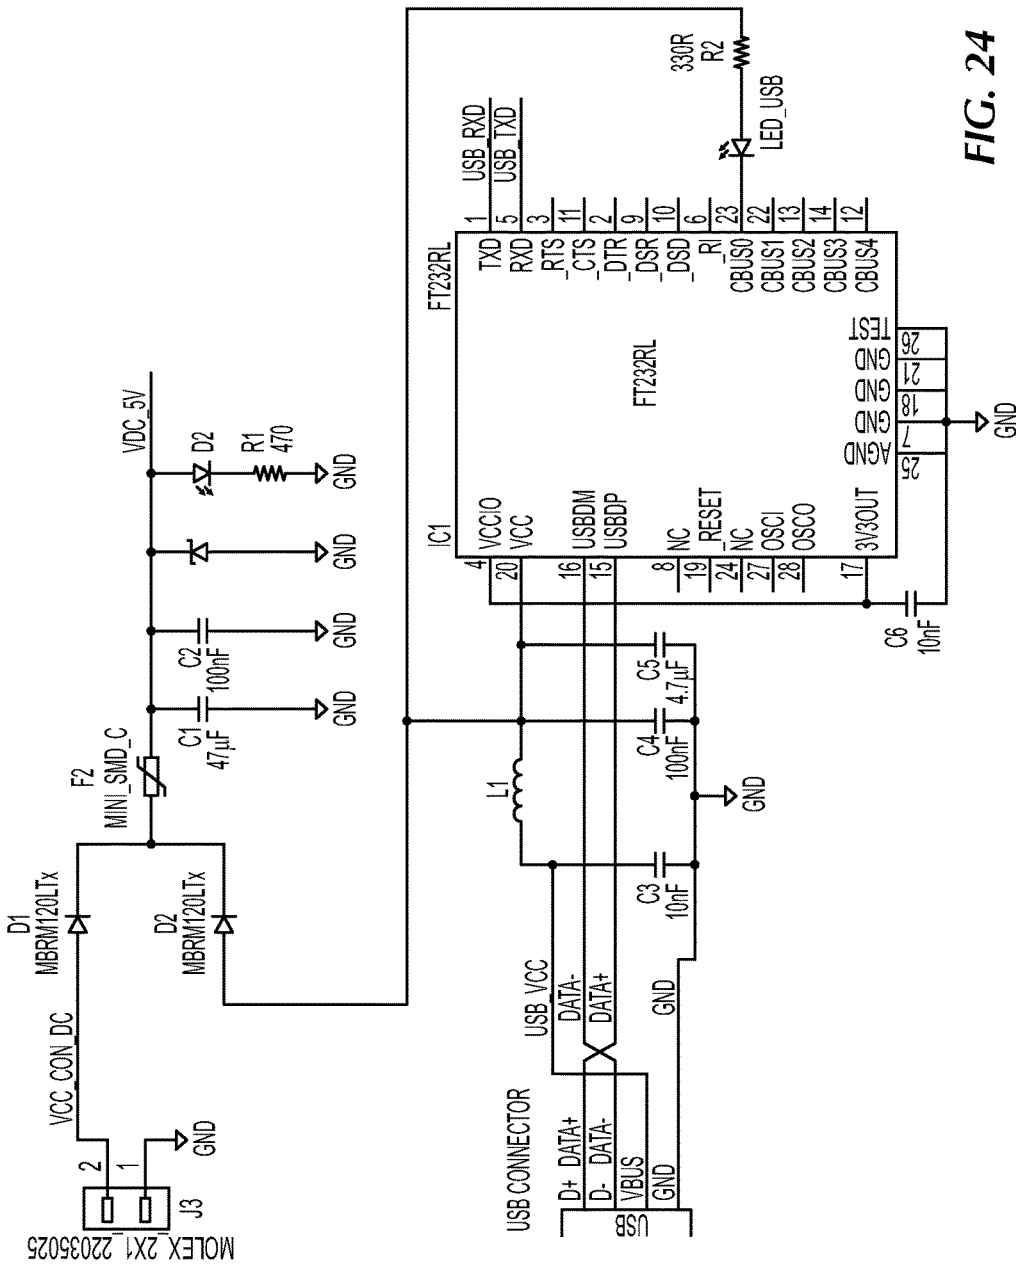 MOLEX_2X1_22035025
J3
2
1
GND
VCC_CON_DC
D1
MBRM120LTx
D2
MBRM120LTx
F2
MINI_SMD_C
C1
47µF
GND
C2
100nF
GND
GND
D2
R1
470
GND
VDC_5V
USB CONNECTOR
USB
D+ DATA+
D- DATA-
VBUS
GND
USB_VCC
DATA-
DATA+
GND
L1
C3
10nF
C4
100nF
C5
4.7µF
GND
IC1
FT232RL
FT232RL
4 VCCIO
20 VCC
16 USBDM
15 USBDP
8 NC
19 _RESET
24 NC
27 OSCI
28 OSCO
17 3V3OUT
C6
10nF
TXD 1 USB_RXD
RXD 5 USB_TXD
_RTS 3
_CTS 11
_DTR 2
_DSR 9
_DSD 10
_RI 6
CBUS0 23
CBUS1 22
CBUS2 13
CBUS3 14
CBUS4 12
AGND 25
GND 7
GND 18
GND 21
TEST 26
GND
LED_USB
330R
R2
FIG. 24